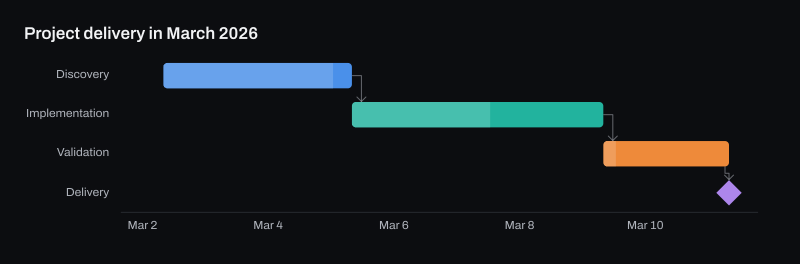 Project delivery in March 2026
Discovery
Implementation
Validation
Delivery
Mar 2 Mar 4 Mar 6 Mar 8 Mar 10